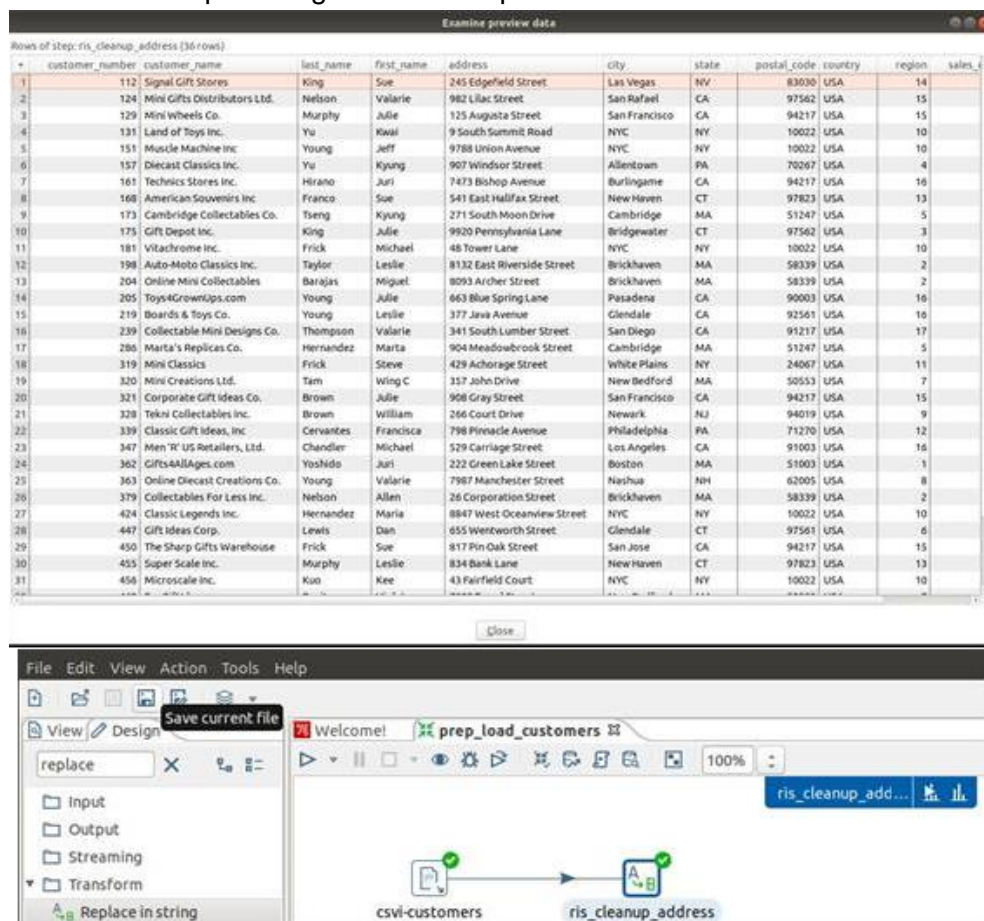 Examine preview data
Rows of step: ris_cleanup_address (36 rows)
customer_number customer_name last_name first_name address city state postal_code country region
1 112 Signal Gift Stores King Sue 245 Edgefield Street Las Vegas NV 83030 USA 14
2 124 Mini Gifts Distributors Ltd. Nelson Valarie 982 Lilac Street San Rafael CA 97562 USA 15
3 129 Mini Wheels Co. Murphy Julie 125 Augusta Street San Francisco CA 94217 USA 15
4 131 Land of Toys Inc. Yu Kwai 9 South Summit Road NYC NY 10022 USA 10
5 151 Muscle Machine Inc Young Jeff 9788 Union Avenue NYC NY 10022 USA 10
6 157 Diecast Classics Inc. Yu Kyung 907 Windsor Street Allentown PA 70267 USA 4
7 161 Technics Stores Inc. Hirano Juri 7473 Bishop Avenue Burlingame CA 94217 USA 16
8 168 American Souvenirs Inc Franco Sue 541 East Halifax Street New Haven CT 97823 USA 13
9 173 Cambridge Collectables Co. Tseng Kyung 271 South Moon Drive Cambridge MA 51247 USA 5
10 175 Gift Depot Inc. King Julie 9920 Pennsylvania Lane Bridgewater CT 97562 USA 3
11 181 Vitachrome Inc. Frick Michael 48 Tower Lane NYC NY 10022 USA 10
12 198 Auto-Moto Classics Inc. Taylor Leslie 8132 East Riverside Street Brickhaven MA 58339 USA 2
13 204 Online Mini Collectables Barajas Miguel 8093 Archer Street Brickhaven MA 58339 USA 2
14 205 Toys4GrownUps.com Young Julie 663 Blue Spring Lane Pasadena CA 90003 USA 16
15 219 Boards & Toys Co. Young Leslie 377 Java Avenue Glendale CA 92561 USA 16
16 239 Collectable Mini Designs Co. Thompson Valarie 341 South Lumber Street San Diego CA 91217 USA 17
17 286 Marta's Replicas Co. Hernandez Marta 904 Meadowbrook Street Cambridge MA 51247 USA 5
18 319 Mini Classics Frick Steve 429 Achorage Street White Plains NY 24067 USA 11
19 320 Mini Creations Ltd. Tam Wing C 357 John Drive New Bedford MA 50553 USA 7
20 321 Corporate Gift Ideas Co. Brown Julie 908 Gray Street San Francisco CA 94217 USA 15
21 328 Tekni Collectables Inc. Brown William 266 Court Drive Newark NJ 94019 USA 9
22 339 Classic Gift Ideas, Inc Cervantes Francisca 798 Pinnacle Avenue Philadelphia PA 71270 USA 12
23 347 Men 'R' US Retailers, Ltd. Chandler Michael 529 Carriage Street Los Angeles CA 91003 USA 16
24 362 Gifts4AllAges.com Yoshido Juri 222 Green Lake Street Boston MA 51003 USA 1
25 363 Online Diecast Creations Co. Young Valarie 7987 Manchester Street Nashua NH 62005 USA 8
26 379 Collectables For Less Inc. Nelson Allen 26 Corporation Street Brickhaven MA 58339 USA 2
27 424 Classic Legends Inc. Hernandez Maria 8847 West Oceanview Street NYC NY 10022 USA 10
28 447 Gift Ideas Corp. Lewis Dan 655 Wentworth Street Glendale CT 97561 USA 6
29 450 The Sharp Gifts Warehouse Frick Sue 817 Pin Oak Street San Jose CA 94217 USA 15
30 455 Super Scale Inc. Murphy Leslie 834 Bank Lane New Haven CT 97823 USA 13
31 456 Microscale Inc. Kuo Kee 43 Fairfield Court NYC NY 10022 USA 10
Close
File Edit View Action Tools Help
Save current file
View Design Welcome! prep_load_customers
replace 100%
ris_cleanup_add...
Input
Output
Streaming
Transform
Replace in string
csvi-customers ris_cleanup_address